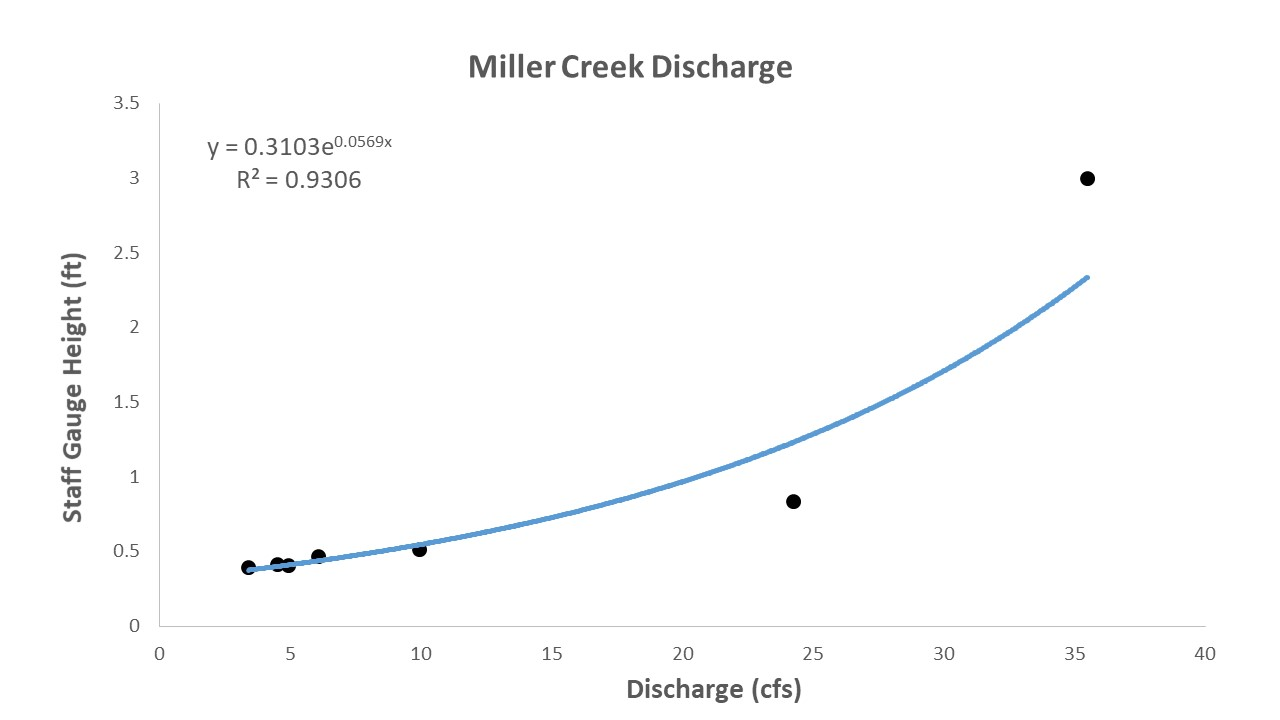 Miller Creek Discharge
y = 0.3103e^0.0569x
R² = 0.9306
Staff Gauge Height (ft)
3.5
3
2.5
2
1.5
1
0.5
0
0 5 10 15 20 25 30 35 40
Discharge (cfs)